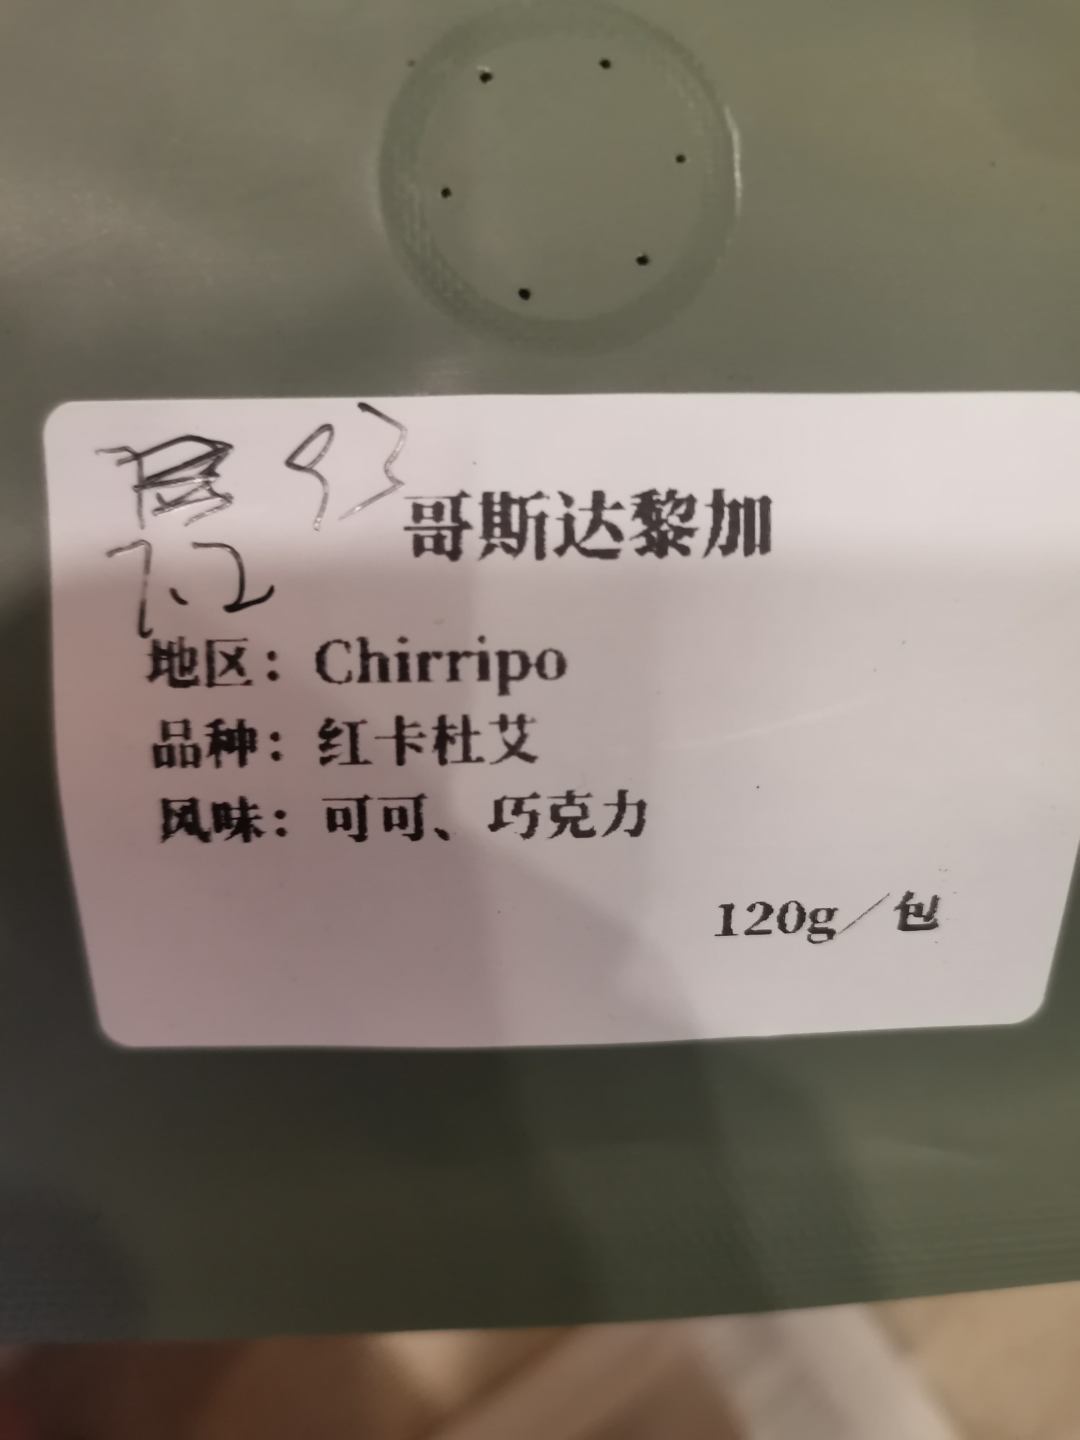 93
哥斯达黎加
7.2
地区：Chirripo
品种：红卡杜艾
风味：可可、巧克力
120g／包